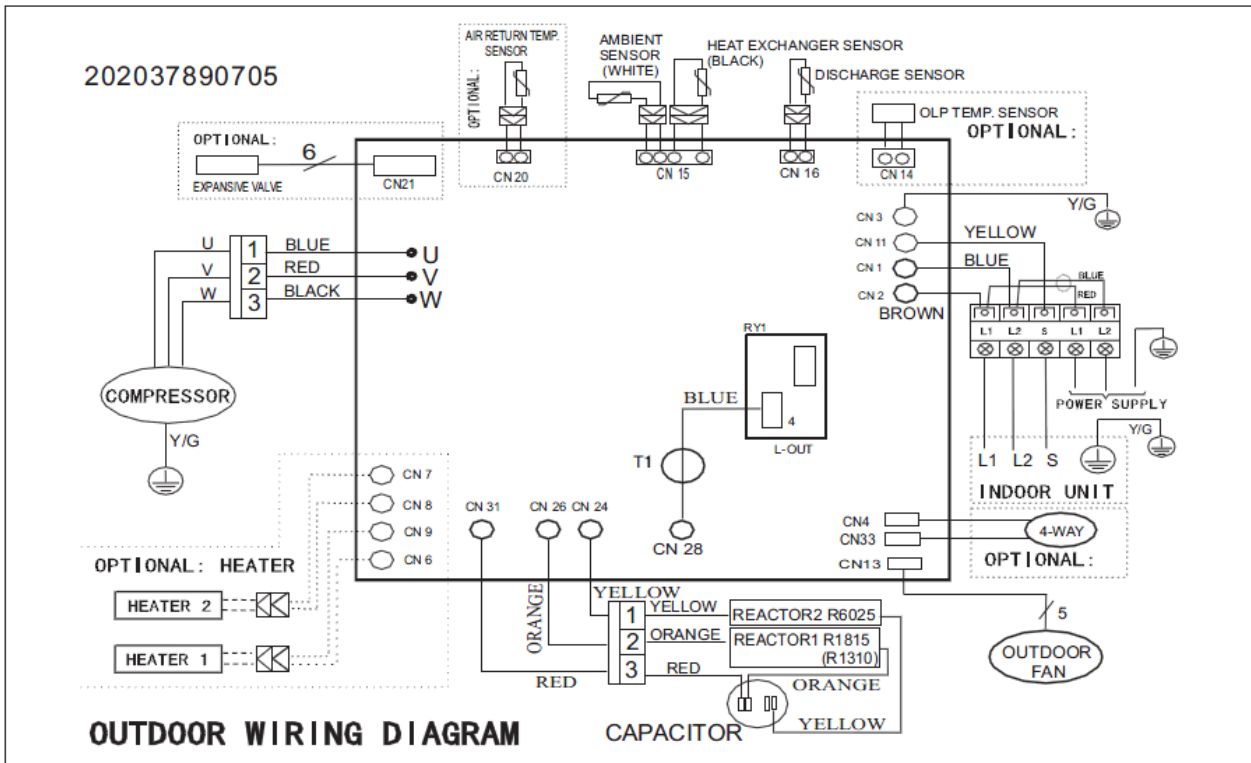 202037890705
AIR RETURN TEMP.
SENSOR
OPTIONAL:
CN 20
AMBIENT
SENSOR
(WHITE)
HEAT EXCHANGER SENSOR
(BLACK)
CN 15
DISCHARGE SENSOR
CN 16
OLP TEMP. SENSOR
OPTIONAL:
CN 14
OPTIONAL:
6
EXPANSIVE VALVE
CN21
CN 3
Y/G
CN 11
YELLOW
CN 1
BLUE
CN 2
BROWN
BLUE
RED
L1 L2 S L1 L2
POWER SUPPLY
Y/G
L1 L2 S
INDOOR UNIT
U 1 BLUE U
V 2 RED V
W 3 BLACK W
COMPRESSOR
Y/G
RY1
BLUE
4
L-OUT
T1
CN 28
CN 7
CN 8
CN 9
CN 6
OPTIONAL: HEATER
HEATER 2
HEATER 1
CN 31
CN 26
CN 24
CN4
CN33
CN13
4-WAY
OPTIONAL:
5
OUTDOOR
FAN
ORANGE
YELLOW
RED
1 YELLOW REACTOR2 R6025
2 ORANGE REACTOR1 R1815
(R1310)
3 RED
ORANGE
YELLOW
CAPACITOR
OUTDOOR WIRING DIAGRAM